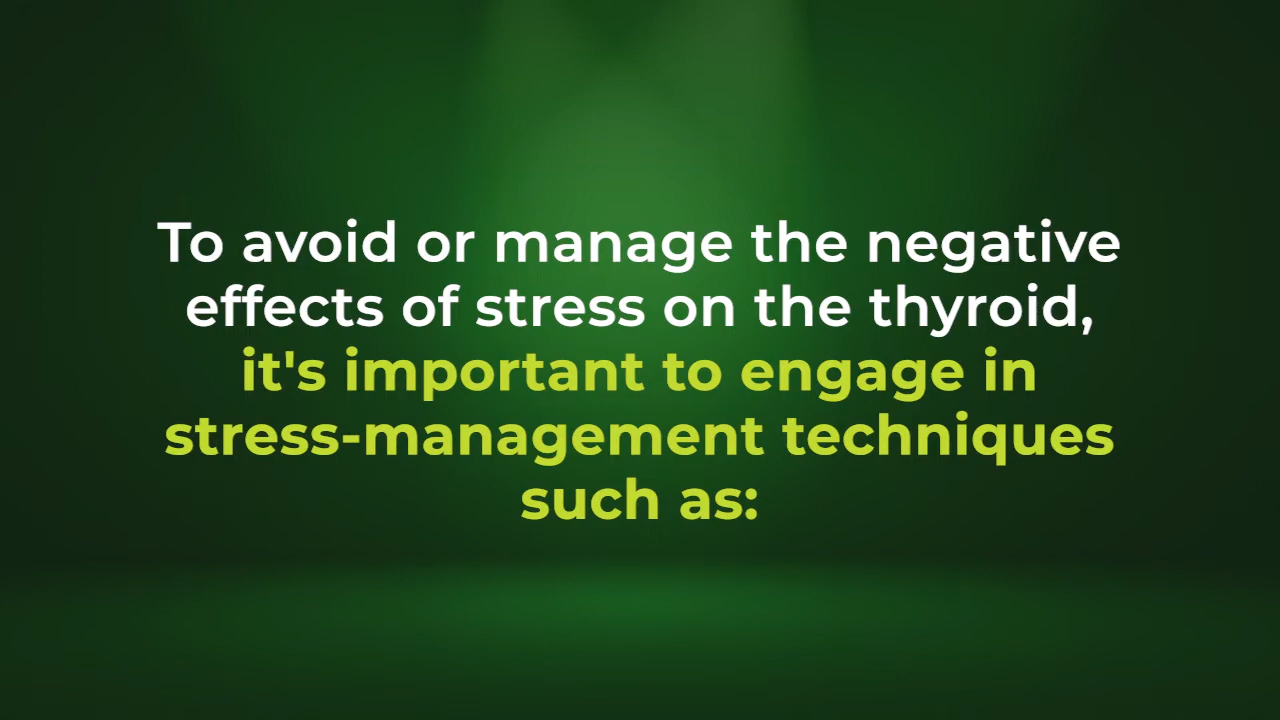 To avoid or manage the negative
effects of stress on the thyroid,
it's important to engage in
stress-management techniques
such as: